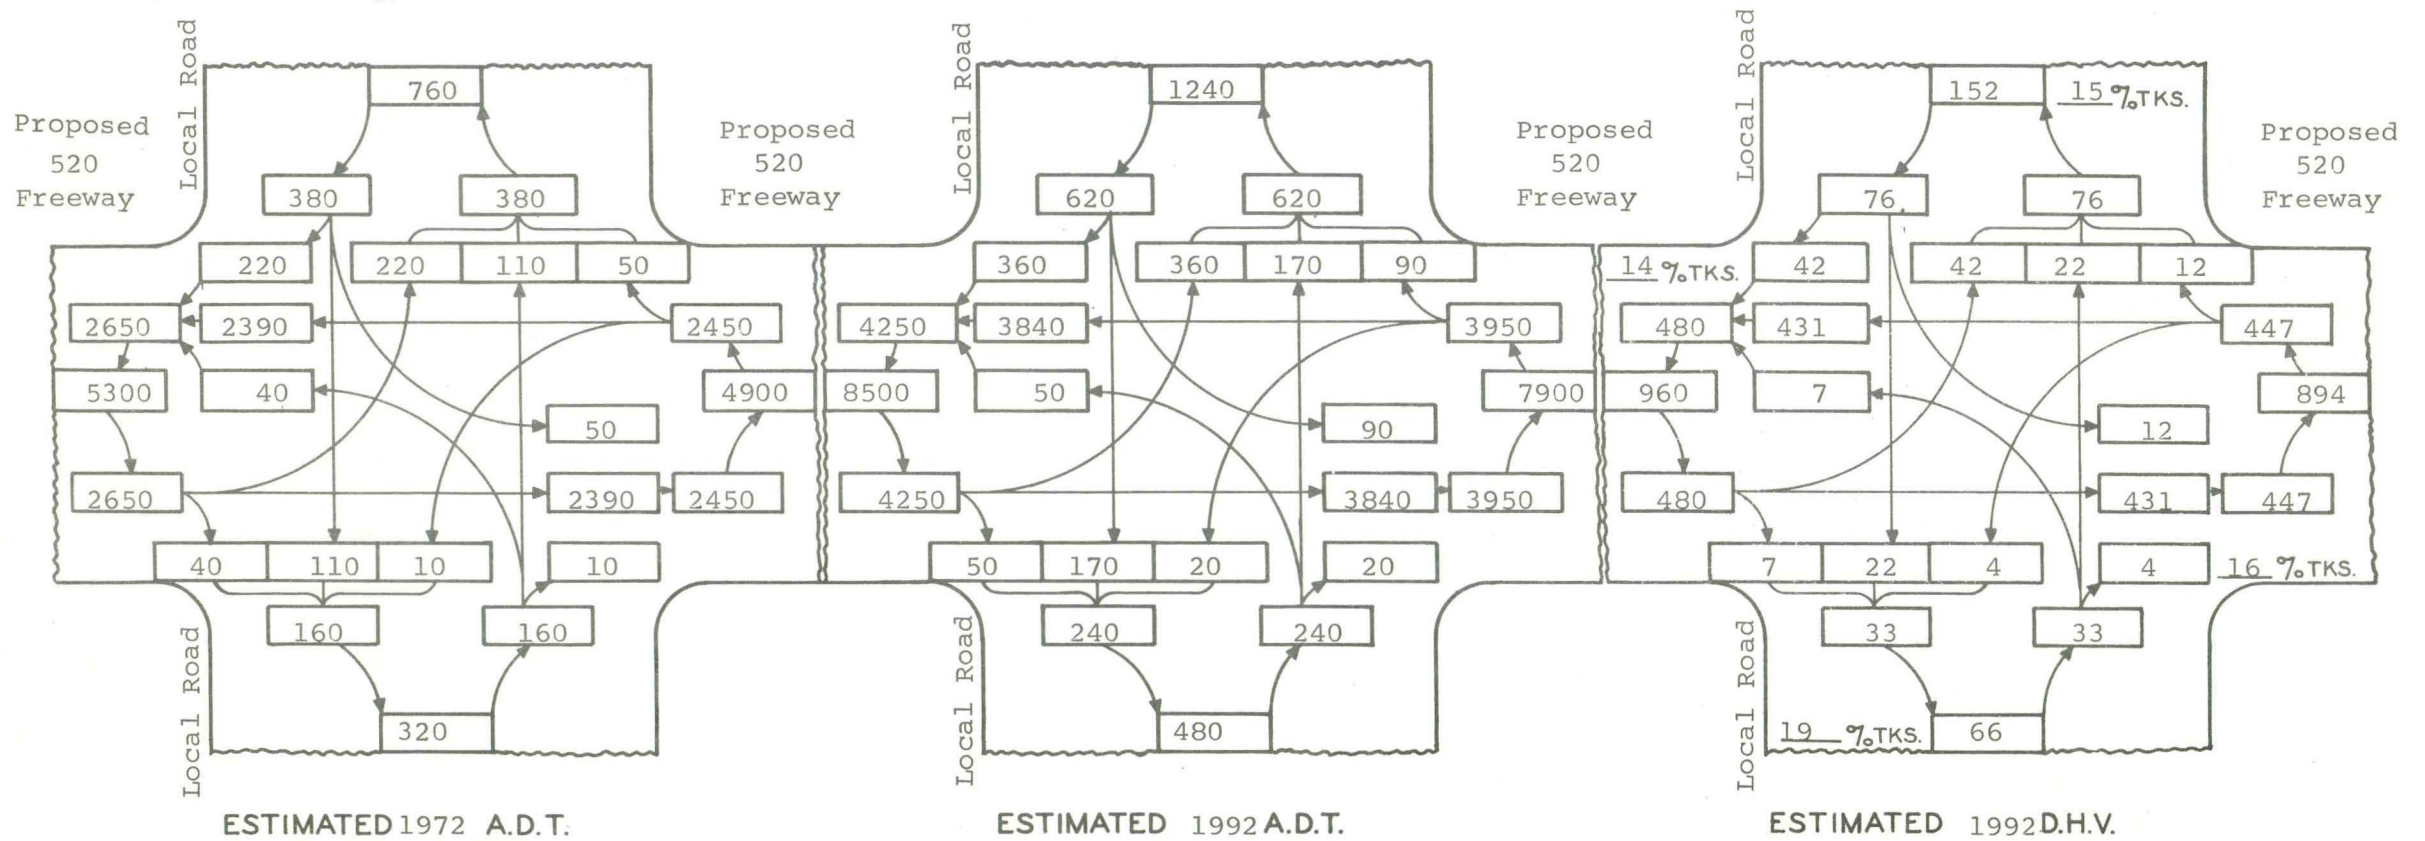 Local Road
760
Proposed
520
Freeway
Proposed
520
Freeway
380 380
220 220 110 50
2650 2390 2450
5300 40 4900
50
2650 2390 2450
40 110 10 10
160 160
Local Road
320
ESTIMATED 1972 A.D.T.
Local Road
1240
Proposed
520
Freeway
620 620
360 360 170 90
4250 3840 3950
8500 50 7900
90
4250 3840 3950
50 170 20 20
240 240
Local Road
480
ESTIMATED 1992 A.D.T.
Local Road
152 15 %TKS.
Proposed
520
Freeway
76 76
14 %TKS. 42 42 22 12
480 431 447
960 7 894
12
480 431 447
7 22 4 4 16 %TKS.
33 33
Local Road
19 %TKS. 66
ESTIMATED 1992 D.H.V.